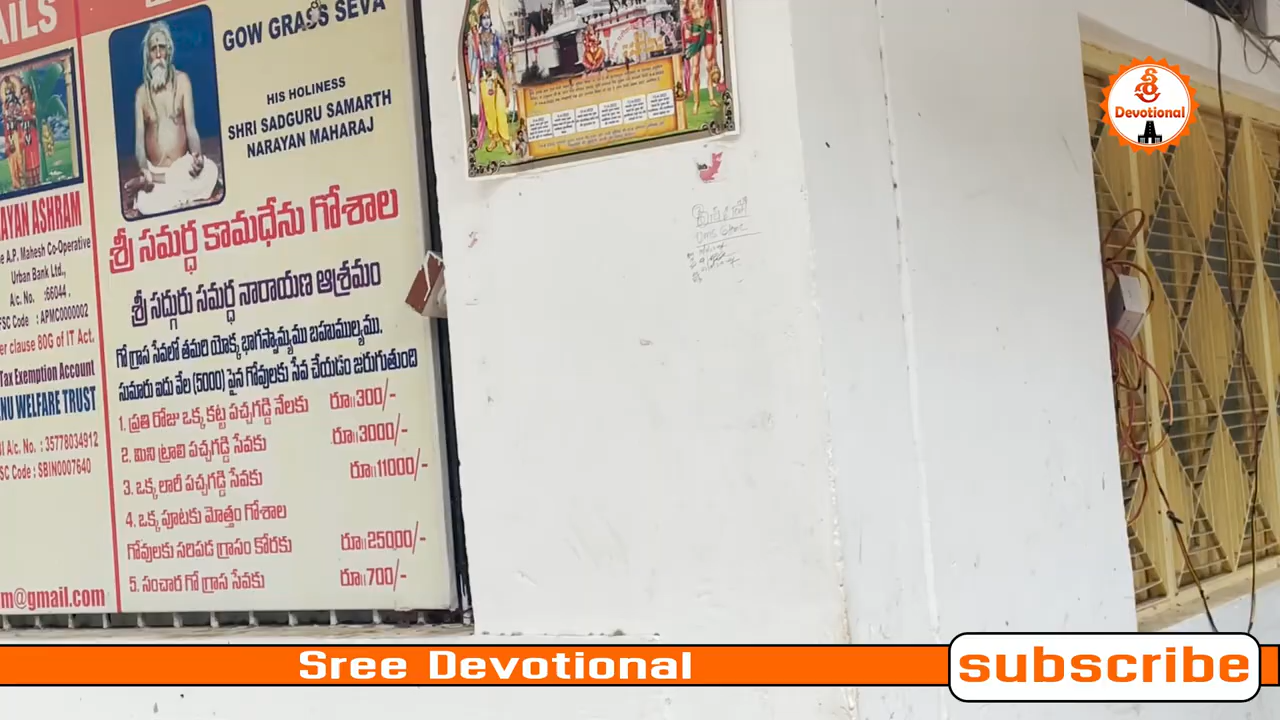 AILS
AYAN ASHRAM
A.P. Mahesh Co-Operative
Urban Bank Ltd.,
A/c. No. :66044
SC Code : APMC0000002
er clause 80G of IT Act.
Tax Exemption Account
NU WELFARE TRUST
A/c. No. : 35778034912
SC Code : SBIN0007640
m@gmail.com
GOW GRASS SEVA
HIS HOLINESS
SHRI SADGURU SAMARTH
NARAYAN MAHARAJ
శ్రీ సమర్ధ కామధేను గోశాల
శ్రీ సద్గురు సమర్ధ నారాయణ ఆశ్రమం
గో గ్రాస సేవలో తమరి యొక్క భాగస్వామ్యము బహుముల్యము.
సుమారు ఐదు వేల (5000) పైన గోవులకు సేవ చేయడం జరుగుతుంది
1. ప్రతి రోజు ఒక్క కట్ట పచ్చగడ్డి నేలకు రూ॥300/-
2. మిని ట్రాలి పచ్చగడ్డి సేవకు రూ॥3000/-
3. ఒక్క లారీ పచ్చగడ్డి సేవకు రూ॥11000/-
4. ఒక్క పూటకు మోత్తం గోశాల
గోవులకు సరిపడ గ్రాసం కోరకు రూ॥25000/-
5. సంచార గో గ్రాస సేవకు రూ॥700/-
శ్రీ
Devotional
Sree Devotional
subscribe